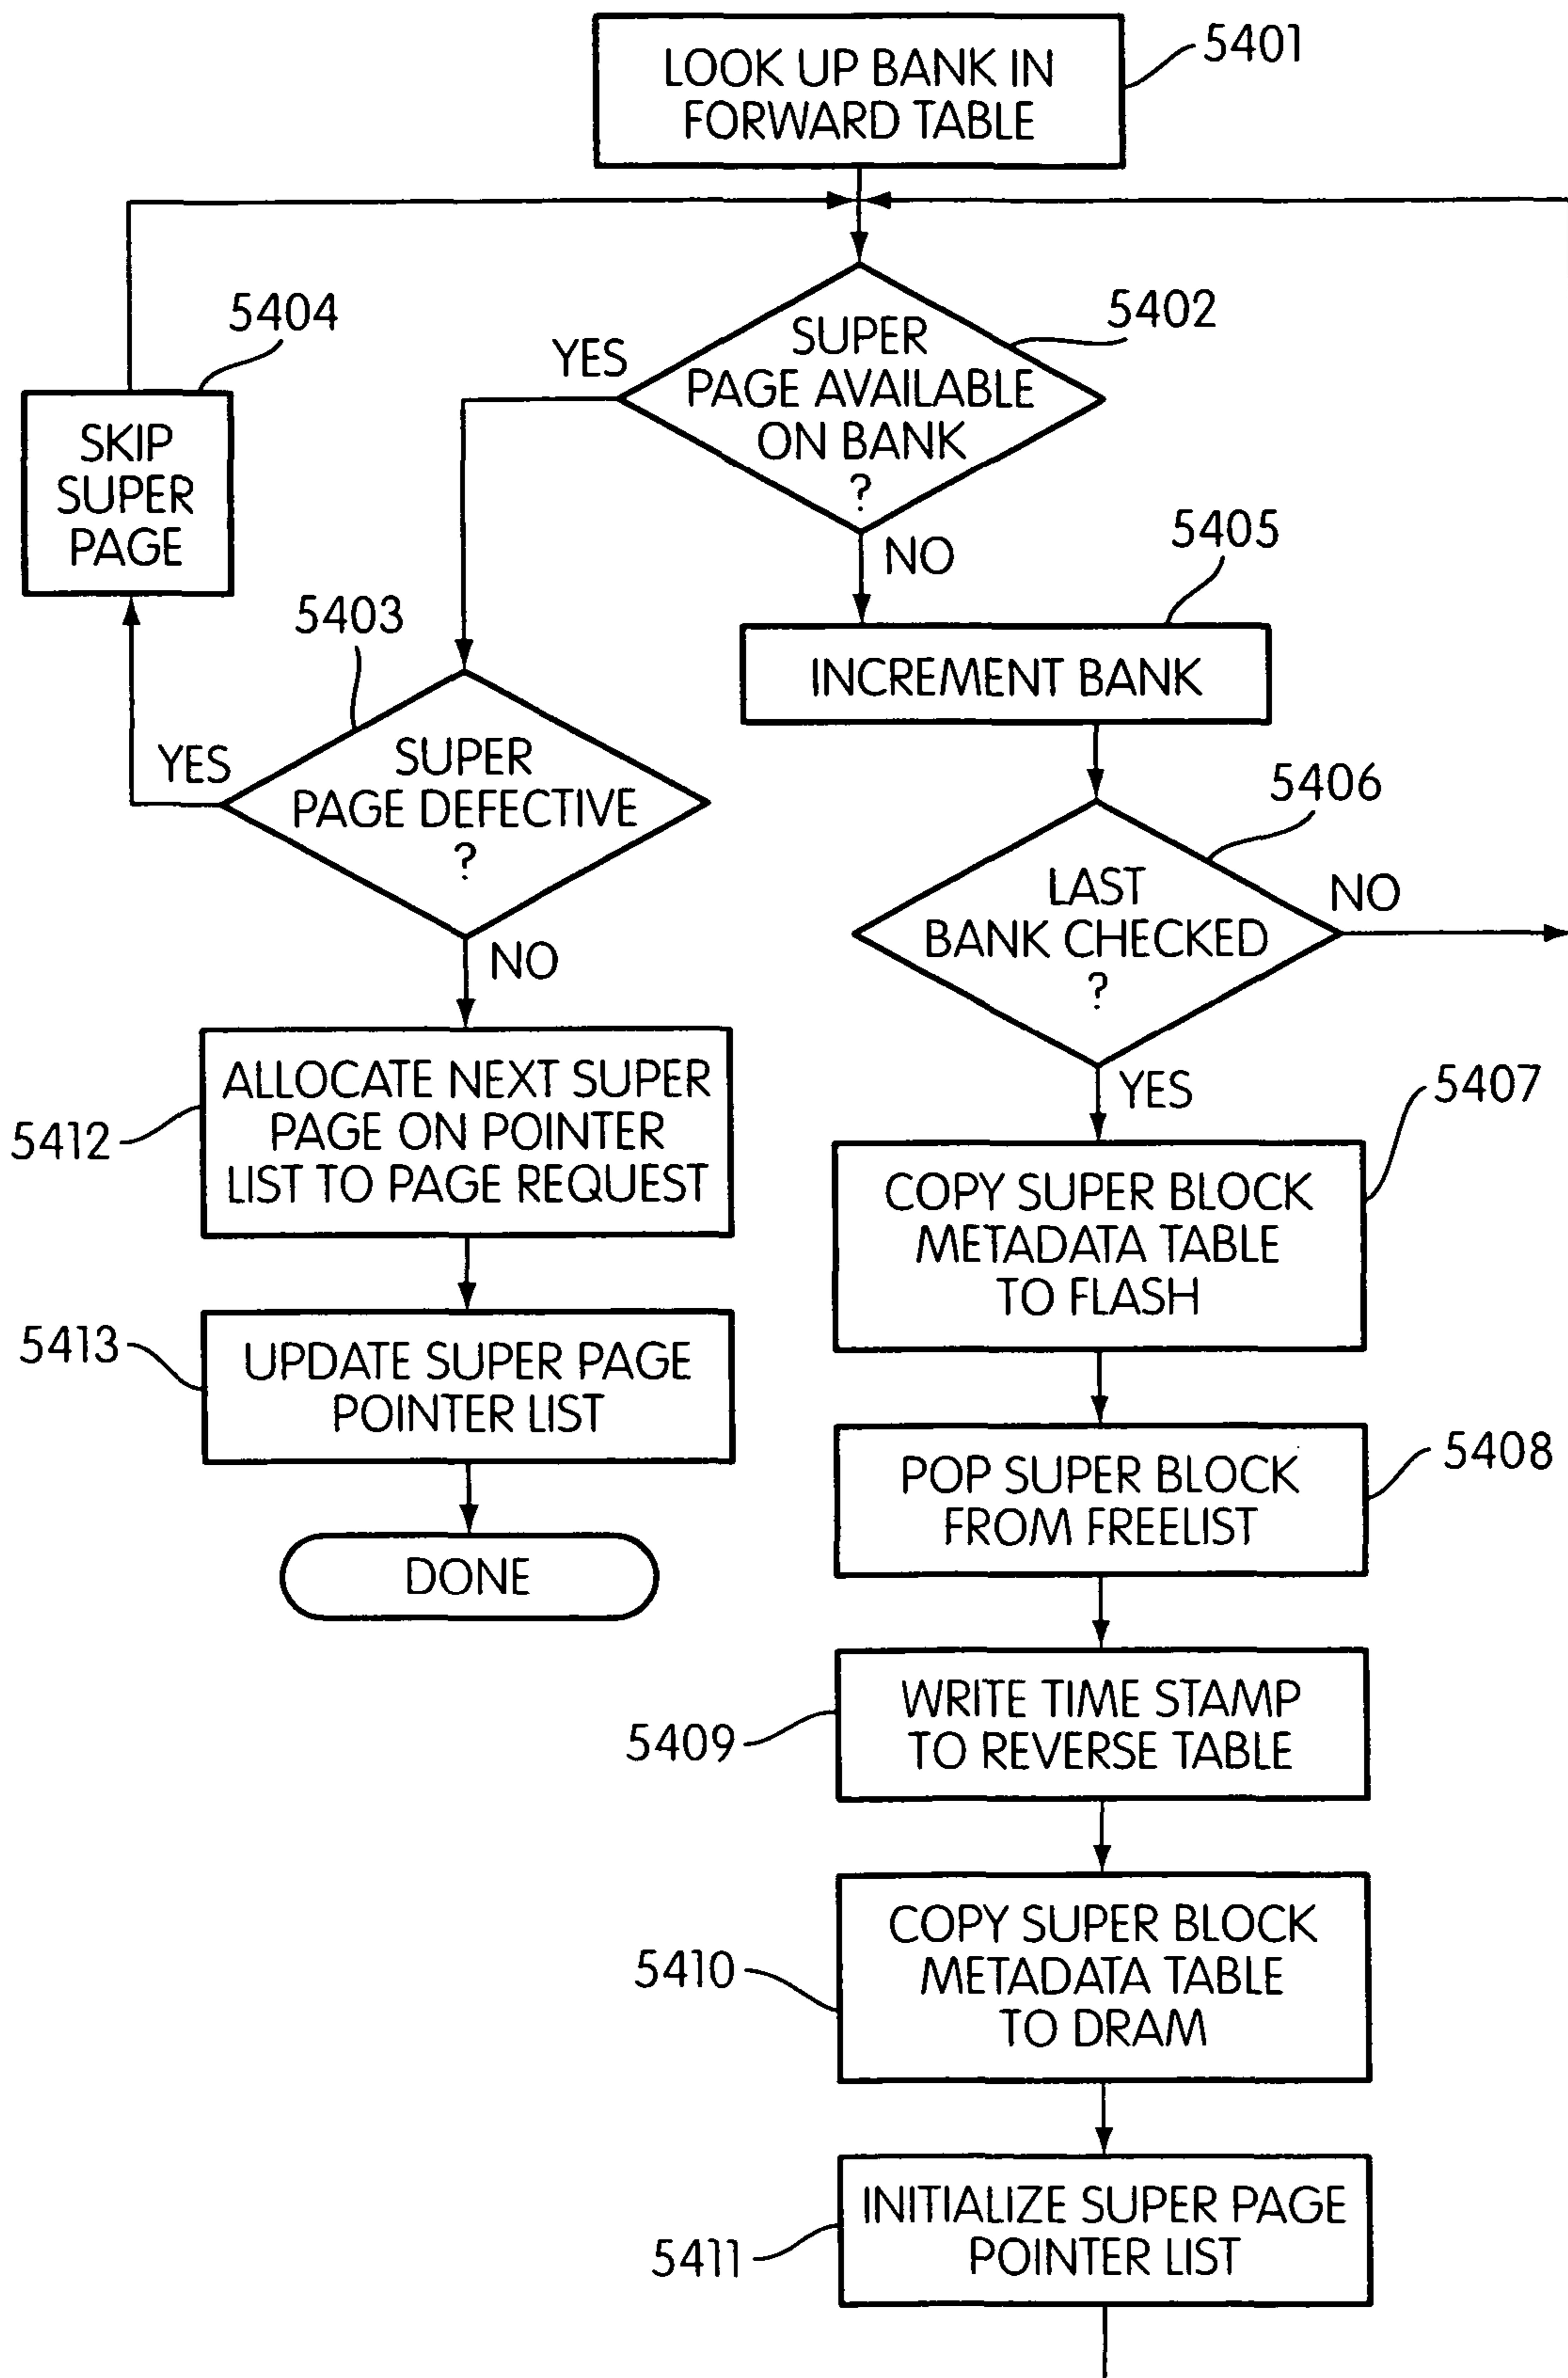 LOOK UP BANK IN
FORWARD TABLE
5401
5404
SKIP
SUPER
PAGE
YES
SUPER
PAGE AVAILABLE
ON BANK
?
5402
NO
5403
YES
SUPER
PAGE DEFECTIVE
?
NO
5405
INCREMENT BANK
5406
LAST
BANK CHECKED
?
NO
YES
5412
ALLOCATE NEXT SUPER
PAGE ON POINTER
LIST TO PAGE REQUEST
5413
UPDATE SUPER PAGE
POINTER LIST
DONE
5407
COPY SUPER BLOCK
METADATA TABLE
TO FLASH
5408
POP SUPER BLOCK
FROM FREELIST
5409
WRITE TIME STAMP
TO REVERSE TABLE
5410
COPY SUPER BLOCK
METADATA TABLE
TO DRAM
5411
INITIALIZE SUPER PAGE
POINTER LIST